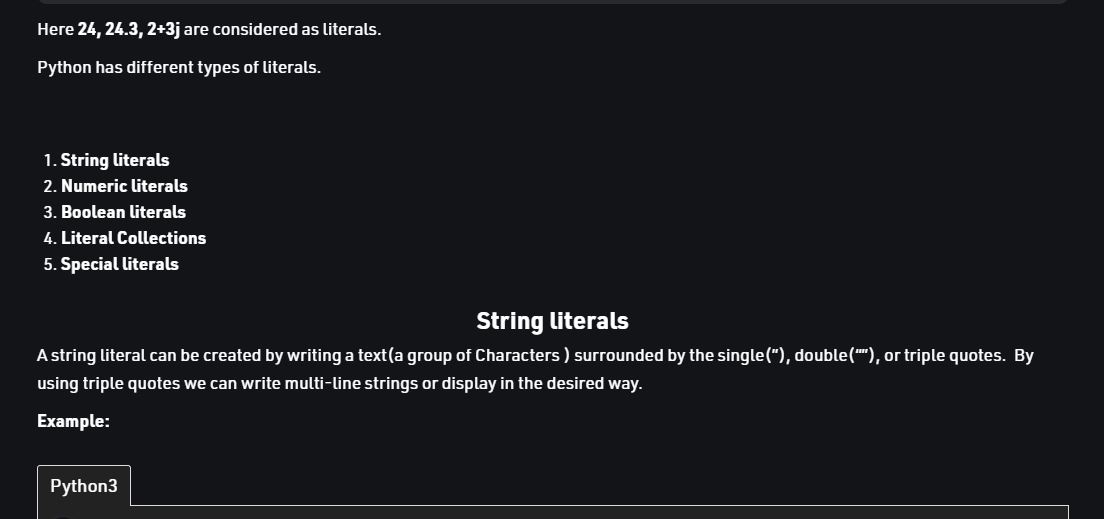 Here 24, 24.3, 2+3j are considered as literals.
Python has different types of literals.
1. String literals
2. Numeric literals
3. Boolean literals
4. Literal Collections
5. Special literals
String literals
A string literal can be created by writing a text(a group of Characters ) surrounded by the single(”), double(“”), or triple quotes.  By
using triple quotes we can write multi-line strings or display in the desired way.
Example:
Python3